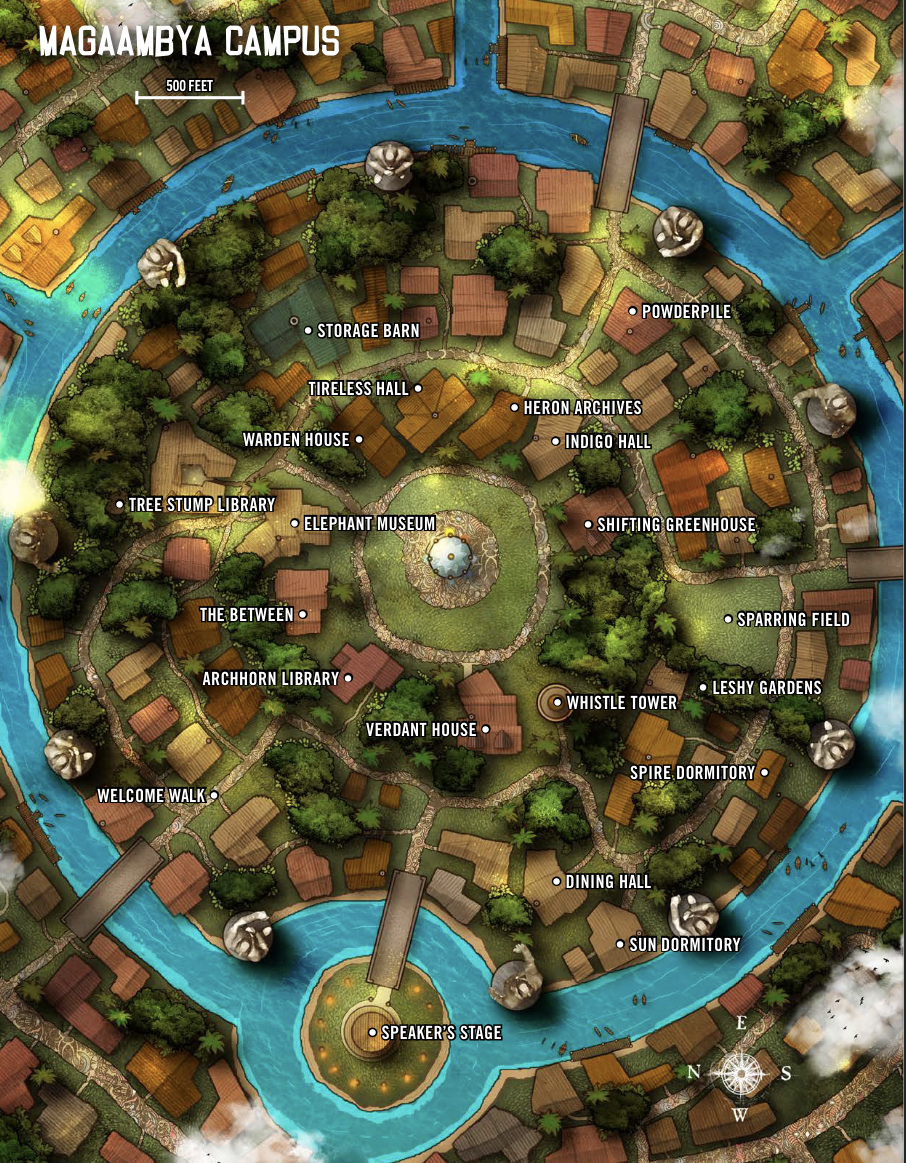 MAGAAMBYA CAMPUS
500 FEET
POWDERPILE
STORAGE BARN
TIRELESS HALL
HERON ARCHIVES
WARDEN HOUSE
INDIGO HALL
TREE STUMP LIBRARY
ELEPHANT MUSEUM
SHIFTING GREENHOUSE
THE BETWEEN
SPARRING FIELD
ARCHHORN LIBRARY
LESHY GARDENS
WHISTLE TOWER
VERDANT HOUSE
SPIRE DORMITORY
WELCOME WALK
DINING HALL
SUN DORMITORY
SPEAKER'S STAGE
E
N S
W